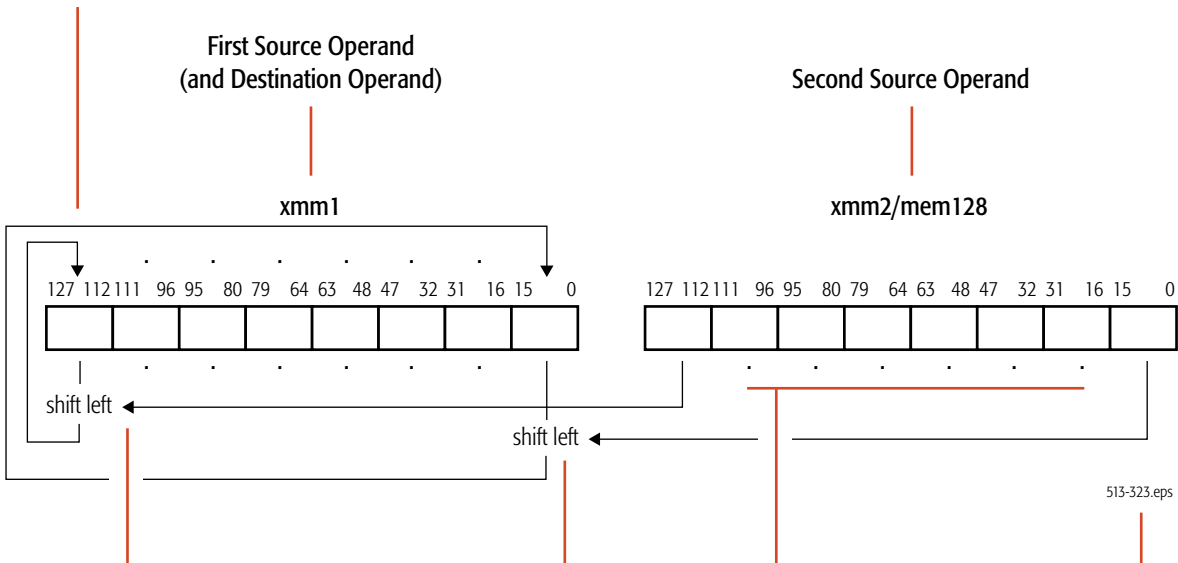 First Source Operand
(and Destination Operand)
Second Source Operand
xmm1
xmm2/mem128
127 112 111 96 95 80 79 64 63 48 47 32 31 16 15 0
127 112 111 96 95 80 79 64 63 48 47 32 31 16 15 0
shift left
shift left
513-323.eps